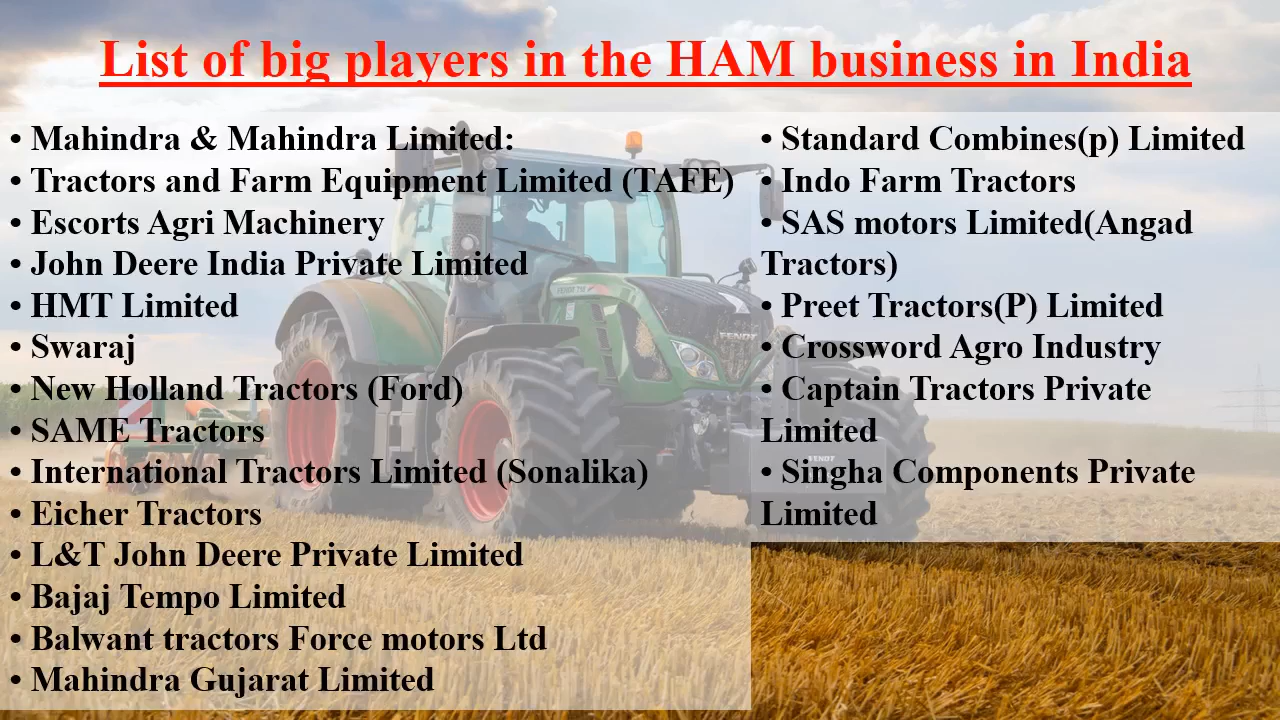 List of big players in the HAM business in India
• Mahindra & Mahindra Limited:
• Tractors and Farm Equipment Limited (TAFE)
• Escorts Agri Machinery
• John Deere India Private Limited
• HMT Limited
• Swaraj
• New Holland Tractors (Ford)
• SAME Tractors
• International Tractors Limited (Sonalika)
• Eicher Tractors
• L&T John Deere Private Limited
• Bajaj Tempo Limited
• Balwant tractors Force motors Ltd
• Mahindra Gujarat Limited
• Standard Combines(p) Limited
• Indo Farm Tractors
• SAS motors Limited(Angad
Tractors)
• Preet Tractors(P) Limited
• Crossword Agro Industry
• Captain Tractors Private
Limited
• Singha Components Private
Limited
FENDT
FENDT